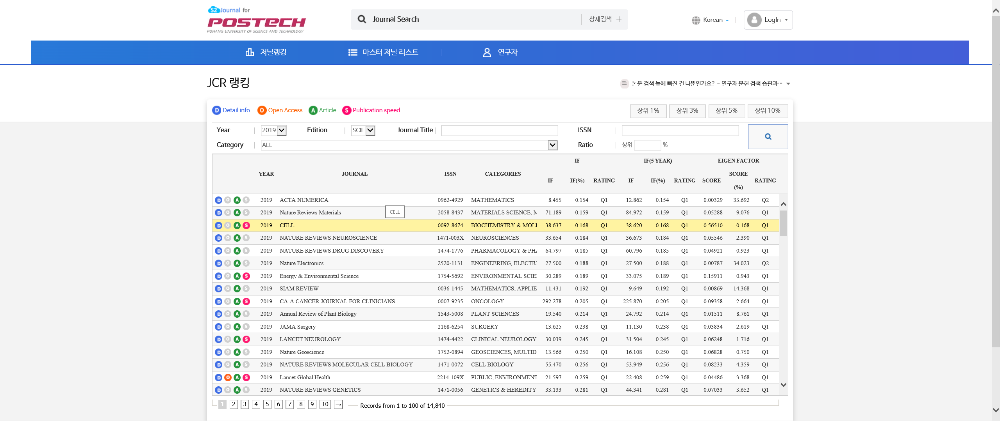 S2Journal for
POSTECH
POHANG UNIVERSITY OF SCIENCE AND TECHNOLOGY
Journal Search 상세검색
Korean LogIn
저널랭킹 마스터 저널 리스트 연구자
JCR 랭킹
논문 검색 늪에 빠진 건 나뿐인가요? - 연구자 문헌 검색 습관과…
D Detail info. O Open Access A Article S Publication speed 상위 1% 상위 3% 상위 5% 상위 10%
Year 2019 Edition SCIE Journal Title ISSN
Category ALL Ratio 상위 %
IF IF(5 YEAR) EIGEN FACTOR
YEAR JOURNAL ISSN CATEGORIES IF IF(%) RATING IF IF(%) RATING SCORE SCORE (%) RATING
D O A S 2019 ACTA NUMERICA 0962-4929 MATHEMATICS 8.455 0.154 Q1 12.862 0.154 Q1 0.00329 33.692 Q2
D O A S 2019 Nature Reviews Materials 2058-8437 MATERIALS SCIENCE, M 71.189 0.159 Q1 84.972 0.159 Q1 0.05288 9.076 Q1
CELL
D O A S 2019 CELL 0092-8674 BIOCHEMISTRY & MOLE 38.637 0.168 Q1 38.620 0.168 Q1 0.56510 0.168 Q1
D O A S 2019 NATURE REVIEWS NEUROSCIENCE 1471-003X NEUROSCIENCES 33.654 0.184 Q1 36.673 0.184 Q1 0.05546 2.390 Q1
D O A S 2019 NATURE REVIEWS DRUG DISCOVERY 1474-1776 PHARMACOLOGY & PHA 64.797 0.185 Q1 60.796 0.185 Q1 0.04921 0.923 Q1
D O A S 2019 Nature Electronics 2520-1131 ENGINEERING, ELECTRI 27.500 0.188 Q1 27.500 0.188 Q1 0.00787 34.023 Q2
D O A S 2019 Energy & Environmental Science 1754-5692 ENVIRONMENTAL SCIE 30.289 0.189 Q1 33.075 0.189 Q1 0.15911 0.943 Q1
D O A S 2019 SIAM REVIEW 0036-1445 MATHEMATICS, APPLIE 11.431 0.192 Q1 9.649 0.192 Q1 0.00869 14.368 Q1
D O A S 2019 CA-A CANCER JOURNAL FOR CLINICIANS 0007-9235 ONCOLOGY 292.278 0.205 Q1 225.870 0.205 Q1 0.09358 2.664 Q1
D O A S 2019 Annual Review of Plant Biology 1543-5008 PLANT SCIENCES 19.540 0.214 Q1 24.792 0.214 Q1 0.01511 8.761 Q1
D O A S 2019 JAMA Surgery 2168-6254 SURGERY 13.625 0.238 Q1 11.130 0.238 Q1 0.03834 2.619 Q1
D O A S 2019 LANCET NEUROLOGY 1474-4422 CLINICAL NEUROLOGY 30.039 0.245 Q1 31.504 0.245 Q1 0.06248 1.716 Q1
D O A S 2019 Nature Geoscience 1752-0894 GEOSCIENCES, MULTID 13.566 0.250 Q1 16.108 0.250 Q1 0.06828 0.750 Q1
D O A S 2019 NATURE REVIEWS MOLECULAR CELL BIOLOGY 1471-0072 CELL BIOLOGY 55.470 0.256 Q1 53.949 0.256 Q1 0.08233 4.359 Q1
D O A S 2019 Lancet Global Health 2214-109X PUBLIC, ENVIRONMENT 21.597 0.259 Q1 22.408 0.259 Q1 0.04486 3.368 Q1
D O A S 2019 NATURE REVIEWS GENETICS 1471-0056 GENETICS & HEREDITY 33.133 0.281 Q1 44.341 0.281 Q1 0.07033 3.652 Q1
1 2 3 4 5 6 7 8 9 10 → Records from 1 to 100 of 14,840